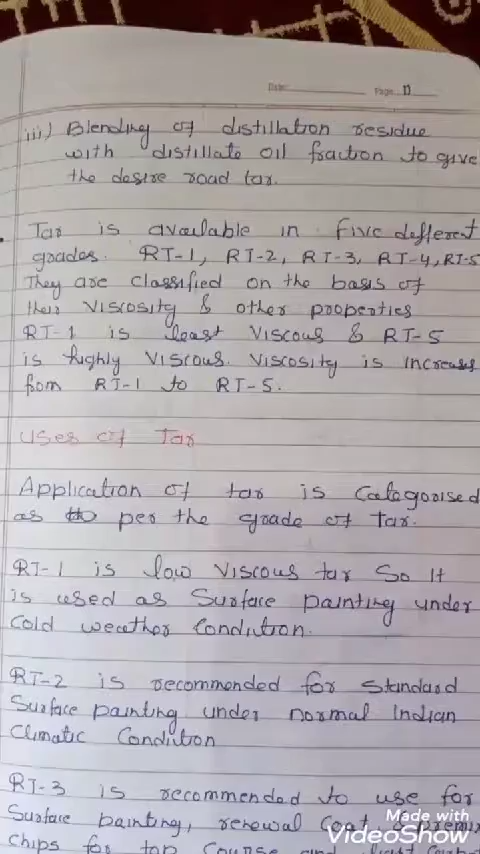 Date: Page 11
iii) Blending of distillation residue
with distillate oil fraction to give
the desire road tar.
Tar is available in five different
grades. RT-1, RT-2, RT-3, RT-4, RT-5
They are classified on the basis of
their viscosity & other properties
RT-1 is least viscous & RT-5
is highly viscous. Viscosity is increases
from RT-1 to RT-5.
Uses of Tar
Application of tar is Categorised
as per the grade of Tar.
RT-1 is low viscous tar So it
is used as Surface painting under
Cold weather Condition.
RT-2 is recommended for standard
Surface painting under normal Indian
Climatic Condition
RT-3 is recommended to use for
Surface painting, renewal Coat &
chips for top Course and light
Made with
VideoShow